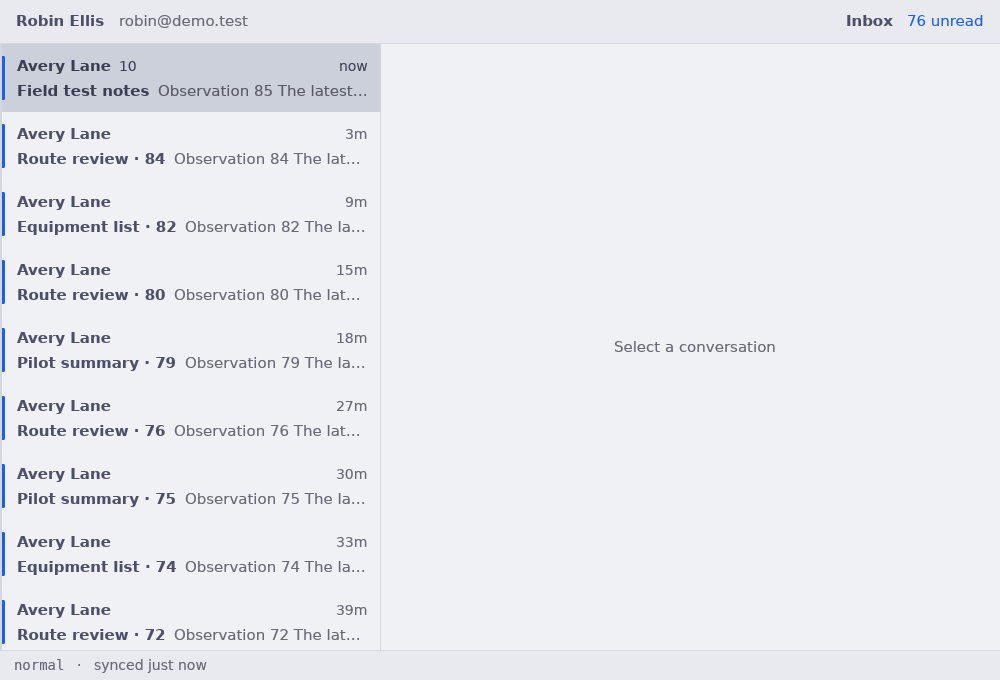 Robin Ellis robin@demo.test Inbox 76 unread
Avery Lane 10 now
Field test notes Observation 85 The latest…
Avery Lane 3m
Route review · 84 Observation 84 The lat…
Avery Lane 9m
Equipment list · 82 Observation 82 The la…
Avery Lane 15m
Route review · 80 Observation 80 The lat…
Avery Lane 18m
Pilot summary · 79 Observation 79 The la…
Avery Lane 27m
Route review · 76 Observation 76 The lat…
Avery Lane 30m
Pilot summary · 75 Observation 75 The la…
Avery Lane 33m
Equipment list · 74 Observation 74 The la…
Avery Lane 39m
Route review · 72 Observation 72 The lat…
Select a conversation
normal · synced just now